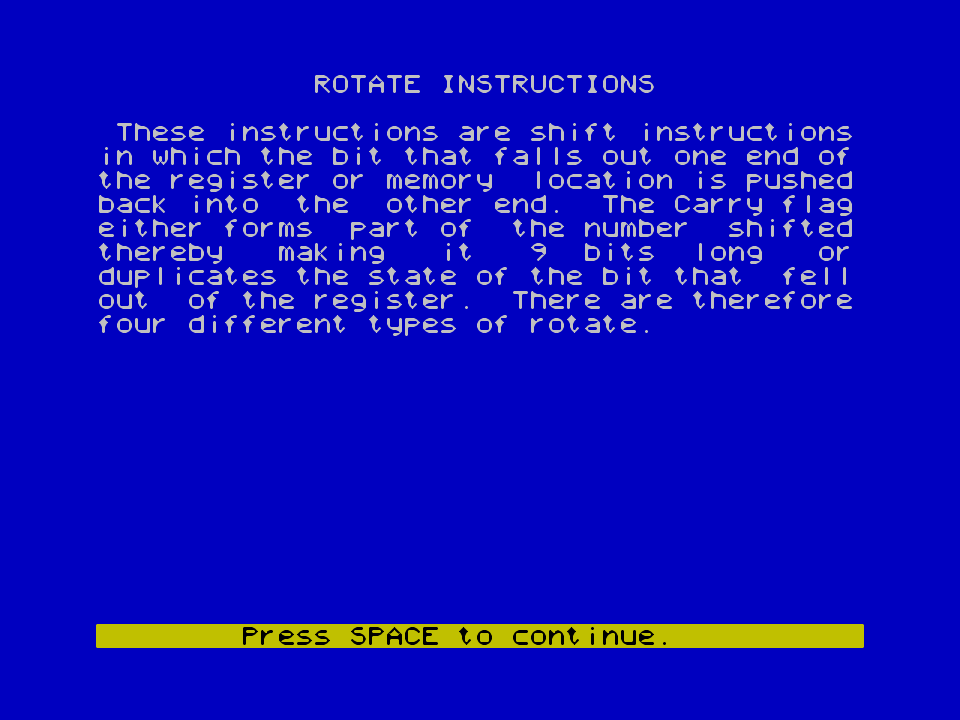 ROTATE INSTRUCTIONS
These instructions are shift instructions
in which the bit that falls out one end of
the register or memory location is pushed
back into the other end. The Carry flag
either forms part of the number shifted
thereby making it 9 bits long or
duplicates the state of the bit that fell
out of the register. There are therefore
four different types of rotate.
Press SPACE to continue.